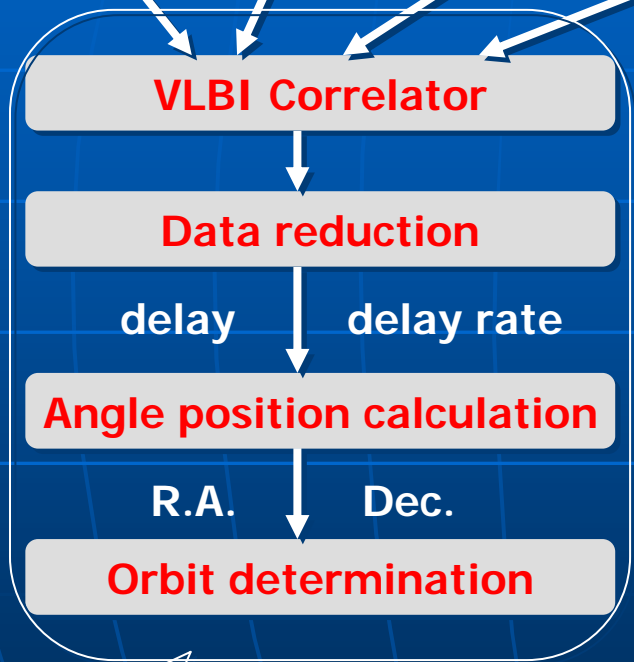 VLBI Correlator
Data reduction
delay delay rate
Angle position calculation
R.A. Dec.
Orbit determination